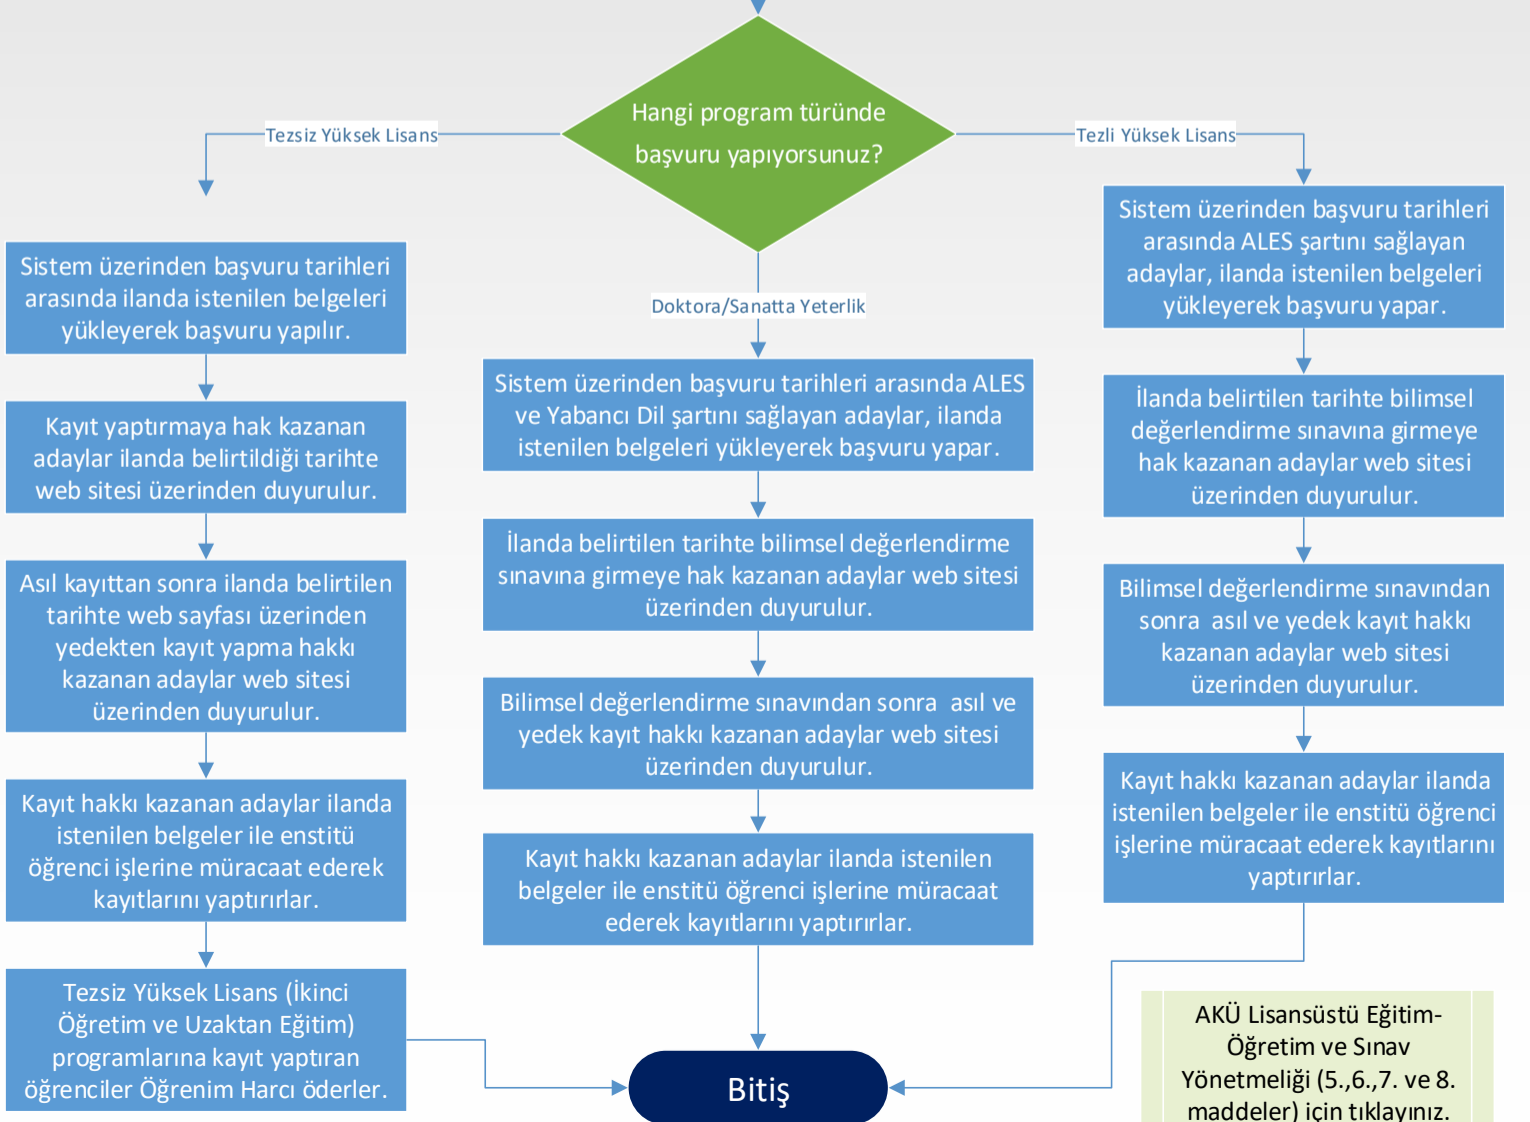 Hangi program türünde
başvuru yapıyorsunuz?
Tezsiz Yüksek Lisans
Sistem üzerinden başvuru tarihleri
arasında ilanda istenilen belgeleri
yükleyerek başvuru yapılır.
Kayıt yaptırmaya hak kazanan
adaylar ilanda belirtildiği tarihte
web sitesi üzerinden duyurulur.
Asıl kayıttan sonra ilanda belirtilen
tarihte web sayfası üzerinden
yedekten kayıt yapma hakkı
kazanan adaylar web sitesi
üzerinden duyurulur.
Kayıt hakkı kazanan adaylar ilanda
istenilen belgeler ile enstitü
öğrenci işlerine müracaat ederek
kayıtlarını yaptırırlar.
Tezsiz Yüksek Lisans (İkinci
Öğretim ve Uzaktan Eğitim)
programlarına kayıt yaptıran
öğrenciler Öğrenim Harcı öderler.
Doktora/Sanatta Yeterlik
Sistem üzerinden başvuru tarihleri arasında ALES
ve Yabancı Dil şartını sağlayan adaylar, ilanda
istenilen belgeleri yükleyerek başvuru yapar.
İlanda belirtilen tarihte bilimsel değerlendirme
sınavına girmeye hak kazanan adaylar web sitesi
üzerinden duyurulur.
Bilimsel değerlendirme sınavından sonra  asıl ve
yedek kayıt hakkı kazanan adaylar web sitesi
üzerinden duyurulur.
Kayıt hakkı kazanan adaylar ilanda istenilen
belgeler ile enstitü öğrenci işlerine müracaat
ederek kayıtlarını yaptırırlar.
Tezli Yüksek Lisans
Sistem üzerinden başvuru tarihleri
arasında ALES şartını sağlayan
adaylar, ilanda istenilen belgeleri
yükleyerek başvuru yapar.
İlanda belirtilen tarihte bilimsel
değerlendirme sınavına girmeye
hak kazanan adaylar web sitesi
üzerinden duyurulur.
Bilimsel değerlendirme sınavından
sonra  asıl ve yedek kayıt hakkı
kazanan adaylar web sitesi
üzerinden duyurulur.
Kayıt hakkı kazanan adaylar ilanda
istenilen belgeler ile enstitü öğrenci
işlerine müracaat ederek kayıtlarını
yaptırırlar.
Bitiş
AKÜ Lisansüstü Eğitim-
Öğretim ve Sınav
Yönetmeliği (5.,6.,7. ve 8.
maddeler) için tıklayınız.